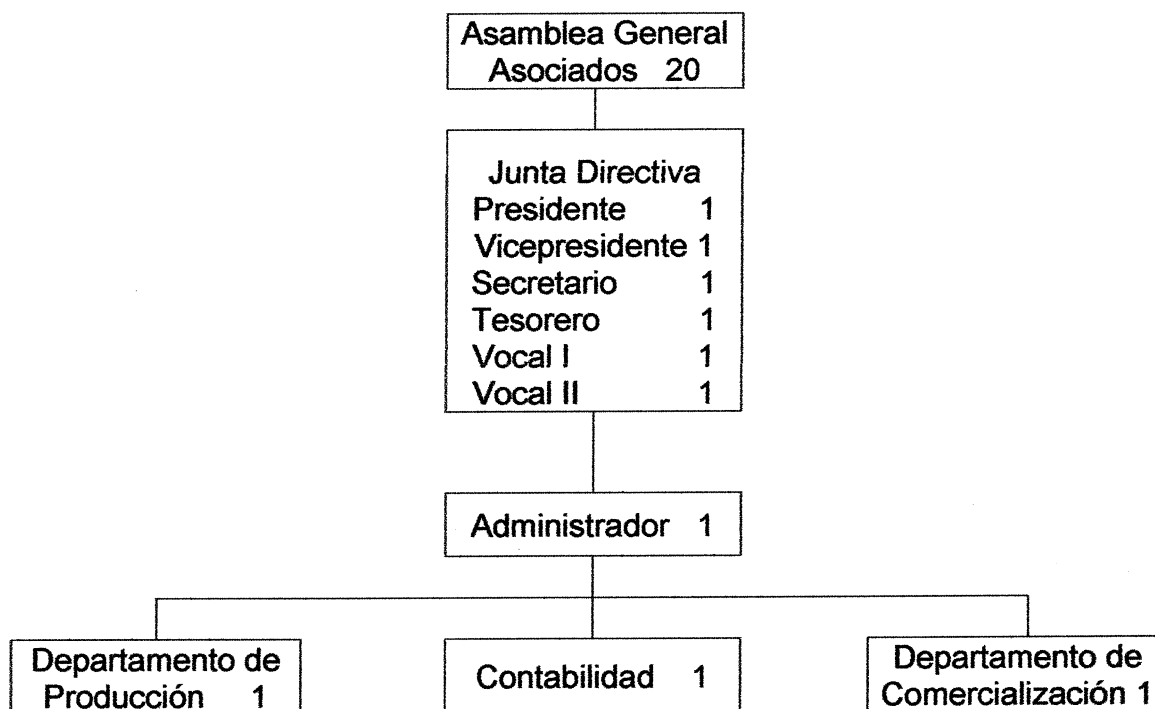 Asamblea General
Asociados 20
Junta Directiva
Presidente 1
Vicepresidente 1
Secretario 1
Tesorero 1
Vocal I 1
Vocal II 1
Administrador 1
Departamento de
Producción 1
Contabilidad 1
Departamento de
Comercialización 1